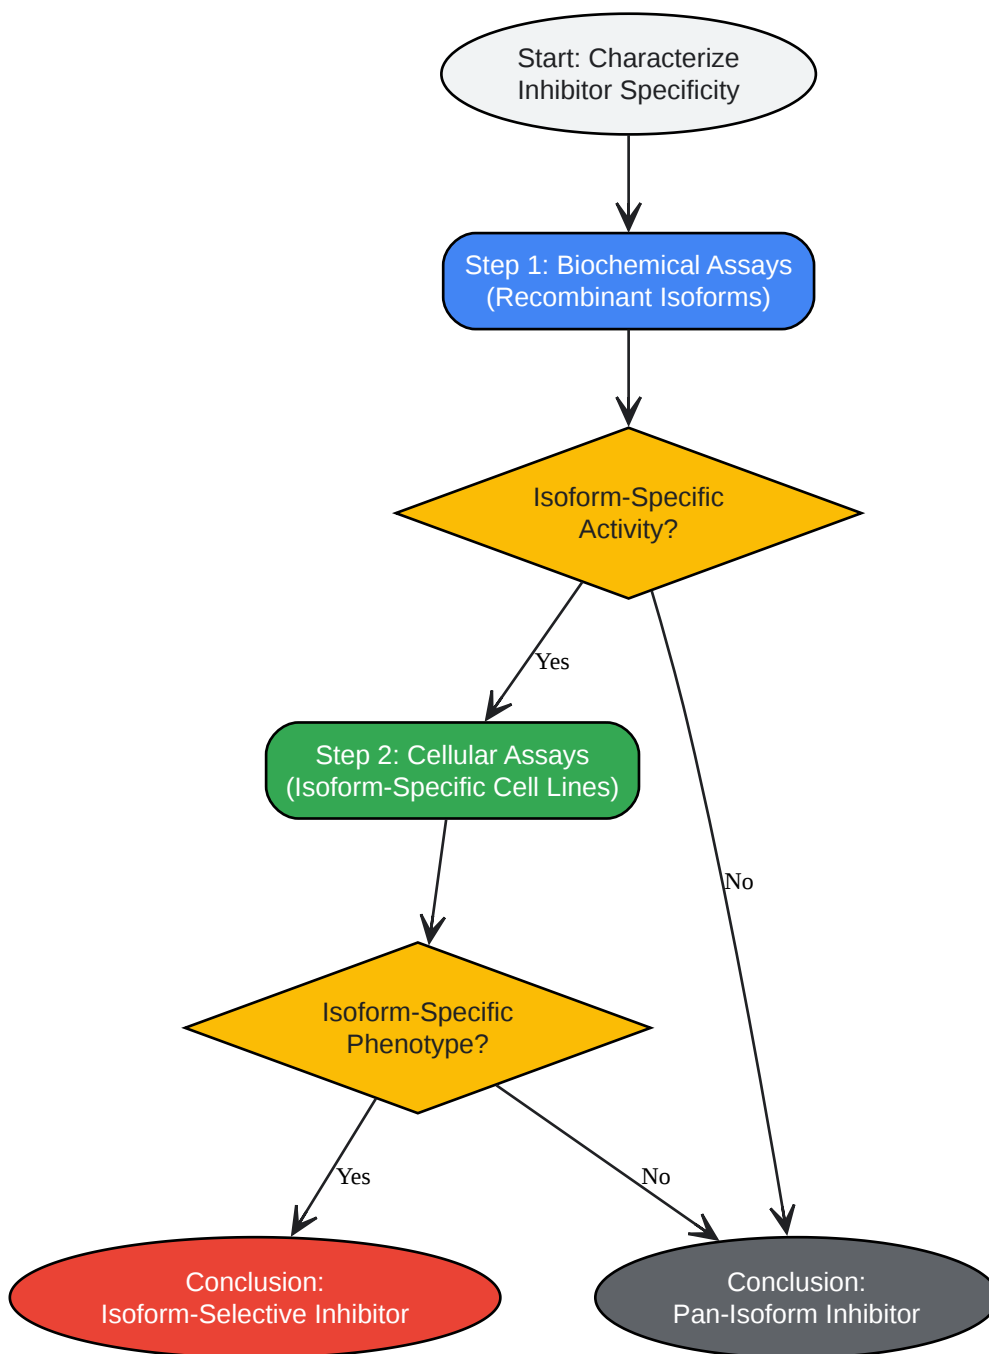 Start: Characterize
Inhibitor Specificity
Step 1: Biochemical Assays
(Recombinant Isoforms)
Isoform-Specific
Activity?
Yes
Step 2: Cellular Assays
(Isoform-Specific Cell Lines)
No
Isoform-Specific
Phenotype?
Yes
No
Conclusion:
Isoform-Selective Inhibitor
Conclusion:
Pan-Isoform Inhibitor